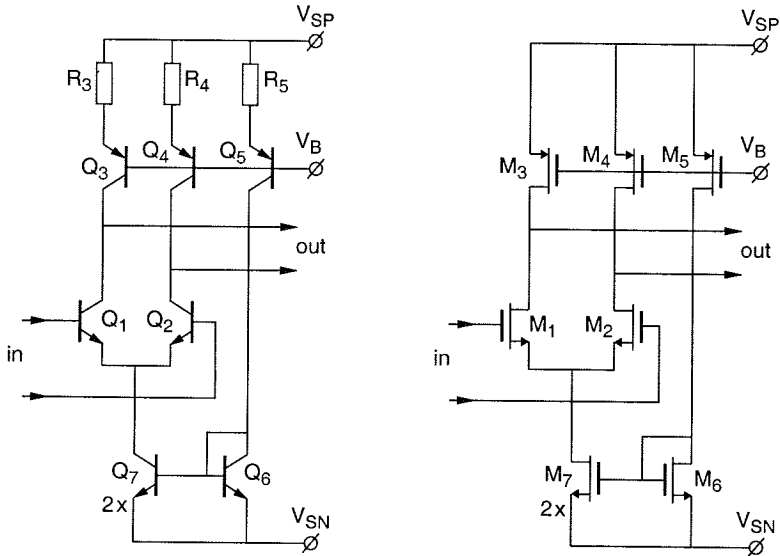 V_SP
R_3
R_4
R_5
V_B
Q_3
Q_4
Q_5
out
Q_1
Q_2
in
Q_7
Q_6
2x
V_SN
V_SP
V_B
M_3
M_4
M_5
out
M_1
M_2
in
M_7
M_6
2x
V_SN